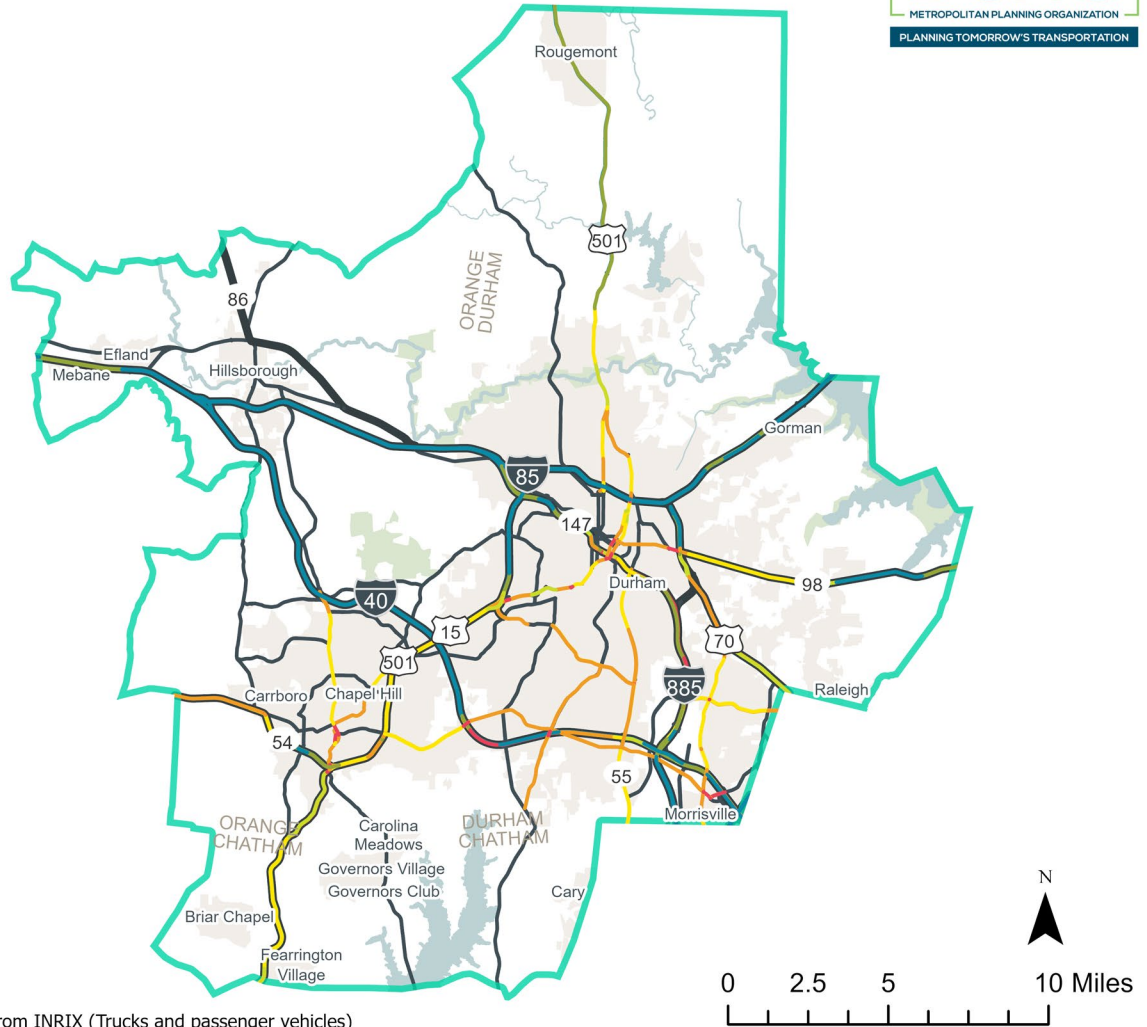 METROPOLITAN PLANNING ORGANIZATION
PLANNING TOMORROW'S TRANSPORTATION
Rougemont
501
ORANGE
DURHAM
86
Efland
Mebane
Hillsborough
Gorman
85
147
Durham
98
40
15
70
501
885
Raleigh
Carrboro
Chapel Hill
54
55
Morrisville
ORANGE
CHATHAM
Carolina
Meadows
DURHAM
CHATHAM
Governors Village
Governors Club
Cary
Briar Chapel
Fearrington
Village
N
0 2.5 5 10 Miles
rom INRIX (Trucks and passenger vehicles)